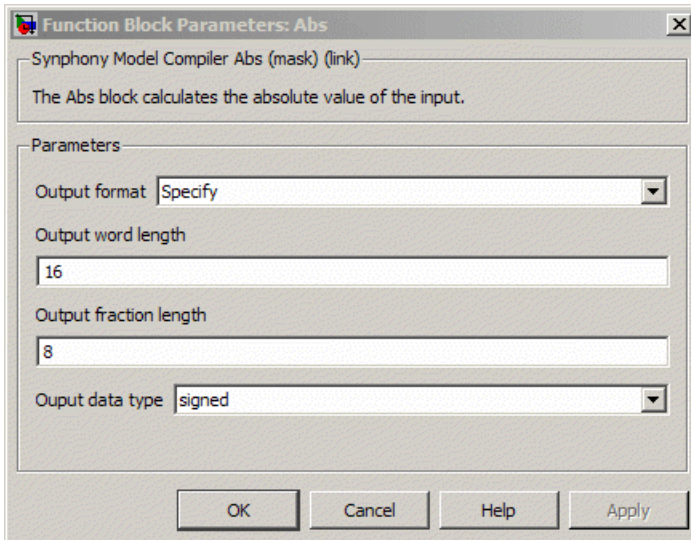 Function Block Parameters: Abs
Synphony Model Compiler Abs (mask) (link)
The Abs block calculates the absolute value of the input.
Parameters
Output format Specify
Output word length
16
Output fraction length
8
Ouput data type signed
OK Cancel Help Apply